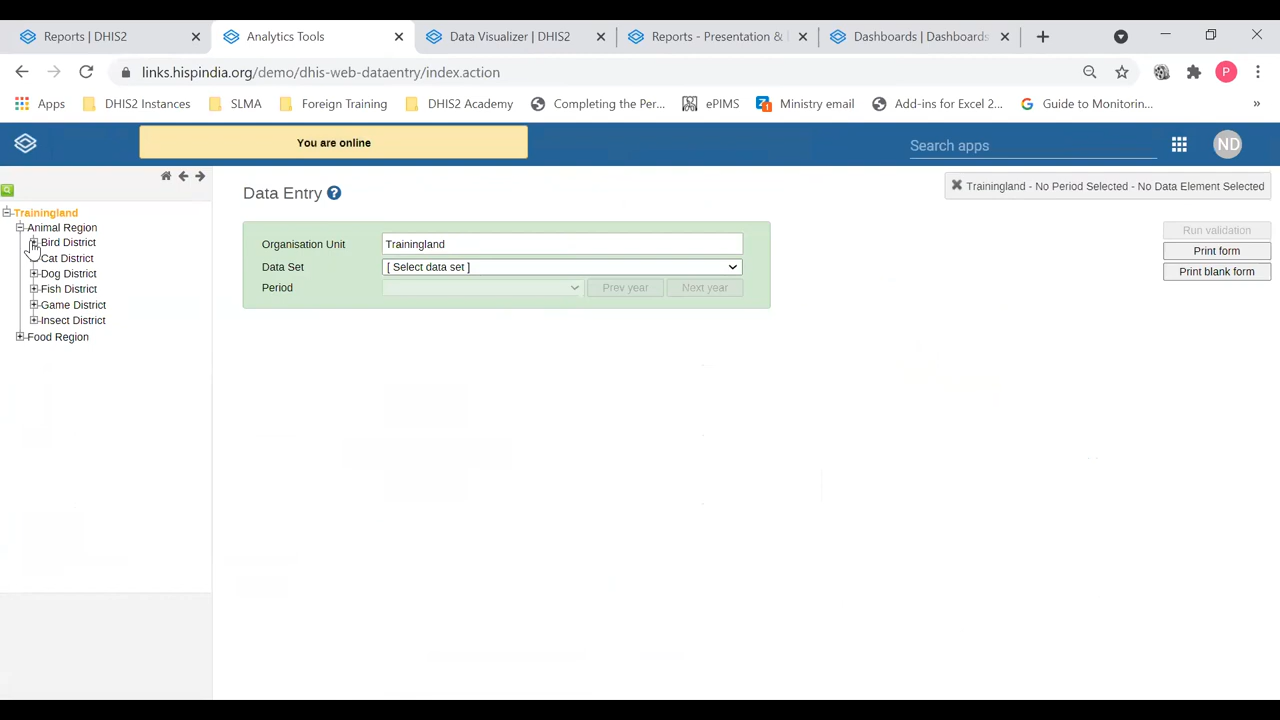 Reports | DHIS2
Analytics Tools
Data Visualizer | DHIS2
Reports - Presentation &
Dashboards | Dashboards
links.hispindia.org/demo/dhis-web-dataentry/index.action
P
Apps
DHIS2 Instances
SLMA
Foreign Training
DHIS2 Academy
Completing the Per...
ePIMS
Ministry email
Add-ins for Excel 2...
Guide to Monitorin...
»
You are online
Search apps
ND
Trainingland
Animal Region
Bird District
Cat District
Dog District
Fish District
Game District
Insect District
Food Region
Data Entry
Trainingland - No Period Selected - No Data Element Selected
Organisation Unit
Trainingland
Data Set
[ Select data set ]
Period
Prev year
Next year
Run validation
Print form
Print blank form